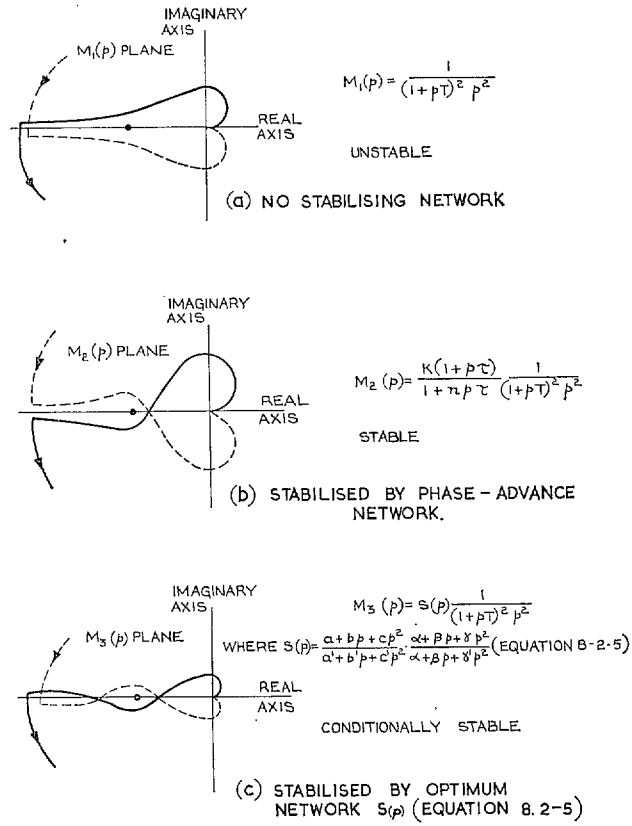 IMAGINARY
AXIS
M₁(p) PLANE
REAL
AXIS
M₁(p) = 1 / ((1+pT)² p²)
UNSTABLE
(a) NO STABILISING NETWORK
IMAGINARY
AXIS
M₂(p) PLANE
REAL
AXIS
M₂(p) = K(1+pτ) / (1+npτ) 1 / ((1+pT)² p²)
STABLE
(b) STABILISED BY PHASE-ADVANCE
NETWORK.
IMAGINARY
AXIS
M₃(p) PLANE
REAL
AXIS
M₃(p) = S(p) 1 / ((1+pT)² p²)
WHERE S(p) = (a+bp+cp²) / (a'+b'p+c'p²) · (α+βp+γp²) / (α+βp+γ'p²) (EQUATION 8-2-5)
CONDITIONALLY STABLE
(c) STABILISED BY OPTIMUM
NETWORK S(p) (EQUATION 8.2-5)